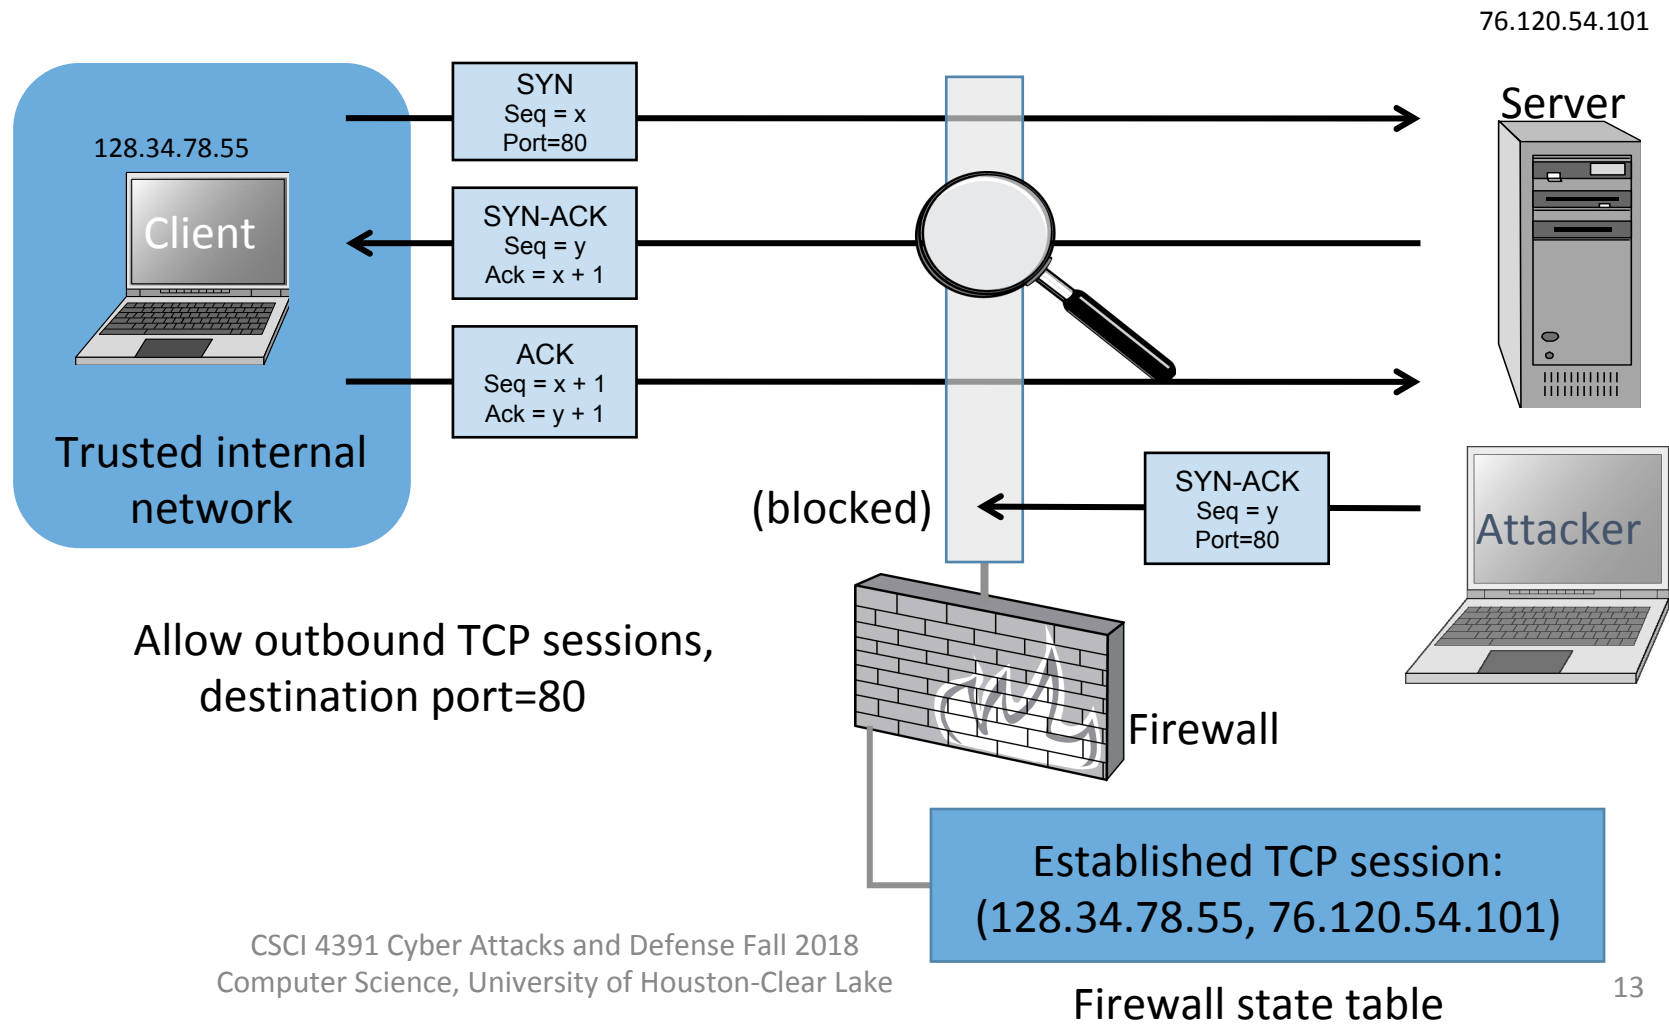 76.120.54.101
SYN
Seq = x
Port=80
Server
128.34.78.55
Client
SYN-ACK
Seq = y
Ack = x + 1
ACK
Seq = x + 1
Ack = y + 1
Trusted internal
network
(blocked)
SYN-ACK
Seq = y
Port=80
Attacker
Allow outbound TCP sessions,
destination port=80
Firewall
Established TCP session:
(128.34.78.55, 76.120.54.101)
Firewall state table
CSCI 4391 Cyber Attacks and Defense Fall 2018
Computer Science, University of Houston-Clear Lake
13